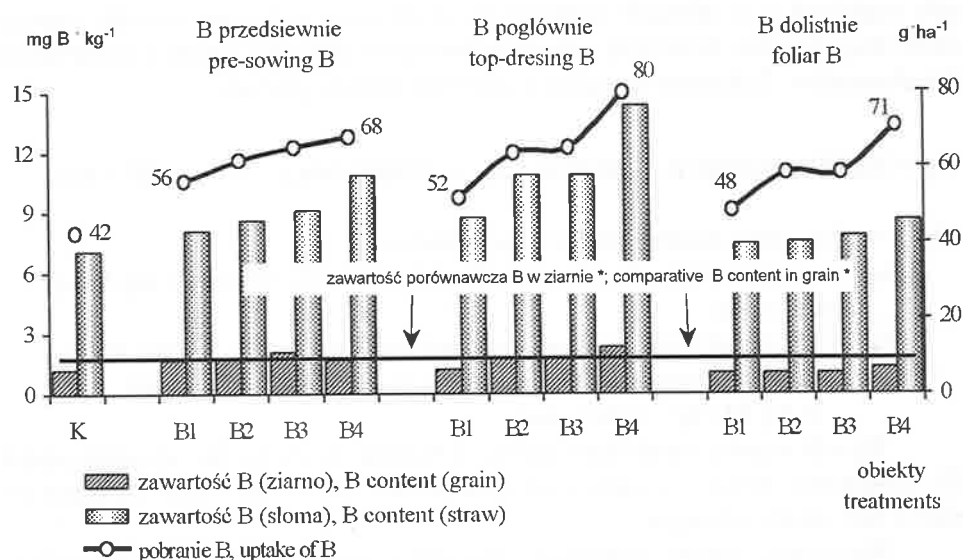 mg B * kg⁻¹
B przedsiewnie
pre-sowing B
B pogłównie
top-dresing B
B dolistnie
foliar B
g·ha⁻¹
15
12
9
6
3
0
80
60
40
20
0
42
56
68
52
80
48
71
zawartość porównawcza B w ziarnie *; comparative B content in grain *
K B1 B2 B3 B4 B1 B2 B3 B4 B1 B2 B3 B4
obiekty
treatments
zawartość B (ziarno), B content (grain)
zawartość B (słoma), B content (straw)
pobranie B, uptake of B